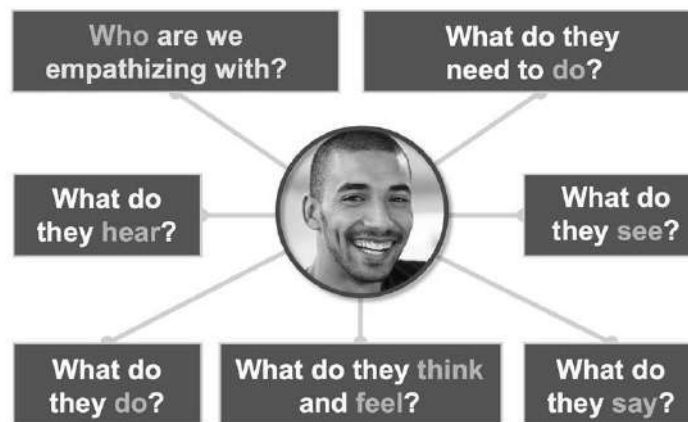 Who are we
empathizing with?
What do they
need to do?
What do
they hear?
What do
they see?
What do
they do?
What do they think
and feel?
What do
they say?